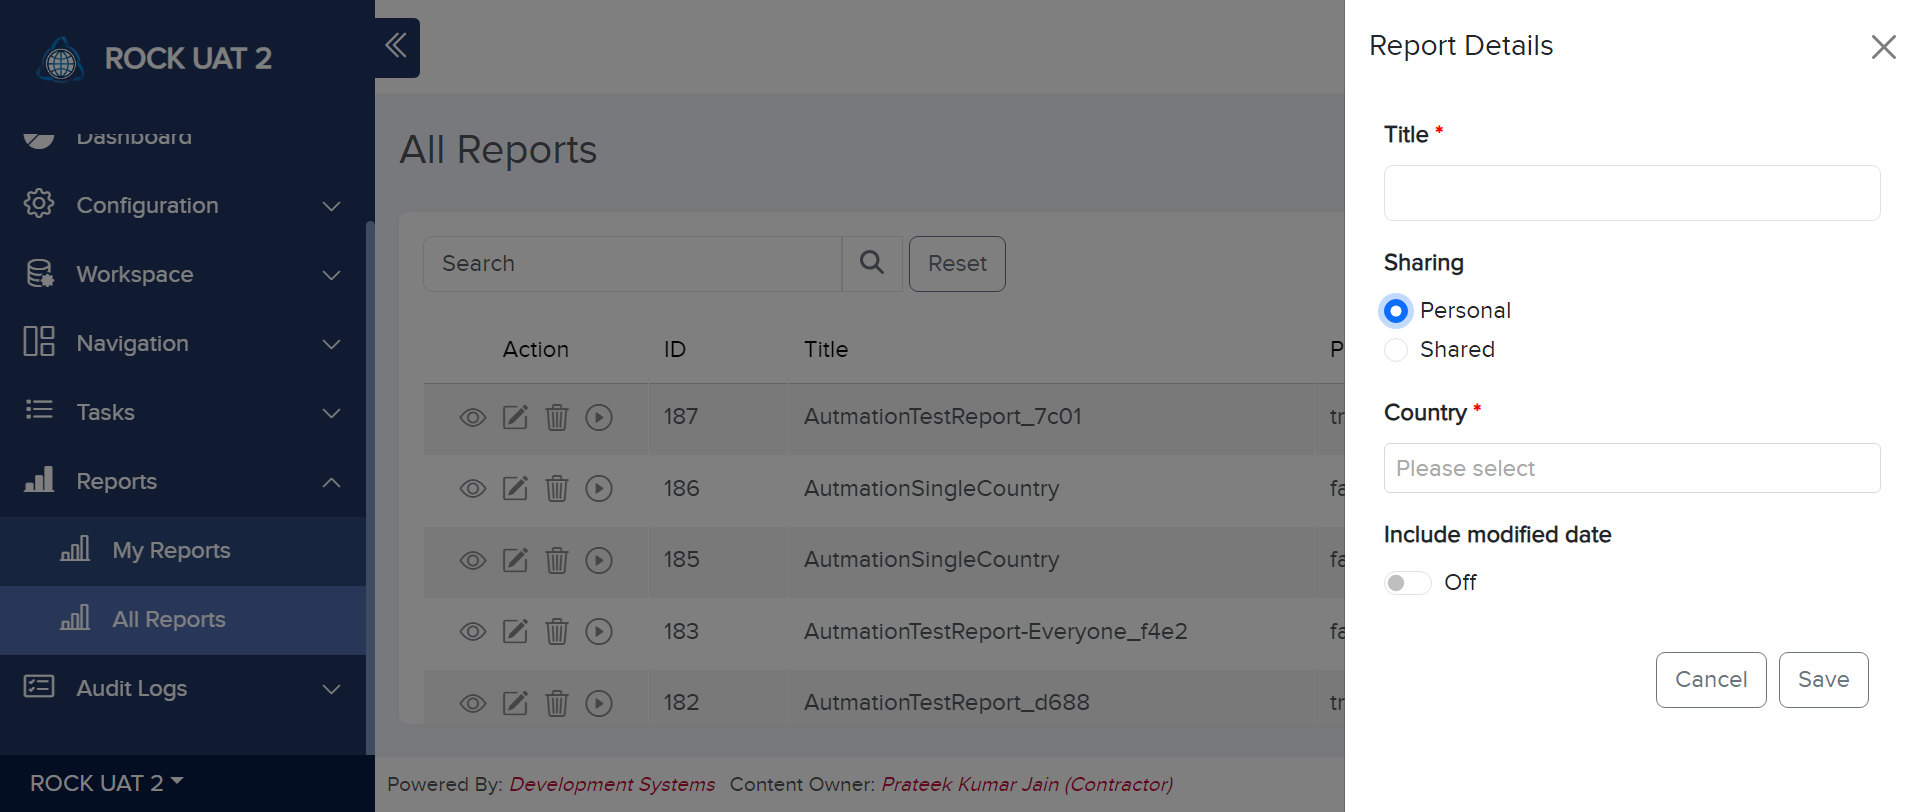 ROCK UAT 2
Dashboard
Configuration
Workspace
Navigation
Tasks
Reports
My Reports
All Reports
Audit Logs
ROCK UAT 2
All Reports
Search
Reset
Action ID Title P
187 AutmationTestReport_7c01 tr
186 AutmationSingleCountry fa
185 AutmationSingleCountry fa
183 AutmationTestReport-Everyone_f4e2 fa
182 AutmationTestReport_d688 tr
Powered By: Development Systems Content Owner: Prateek Kumar Jain (Contractor)
Report Details
Title *
Sharing
Personal
Shared
Country *
Please select
Include modified date
Off
Cancel
Save